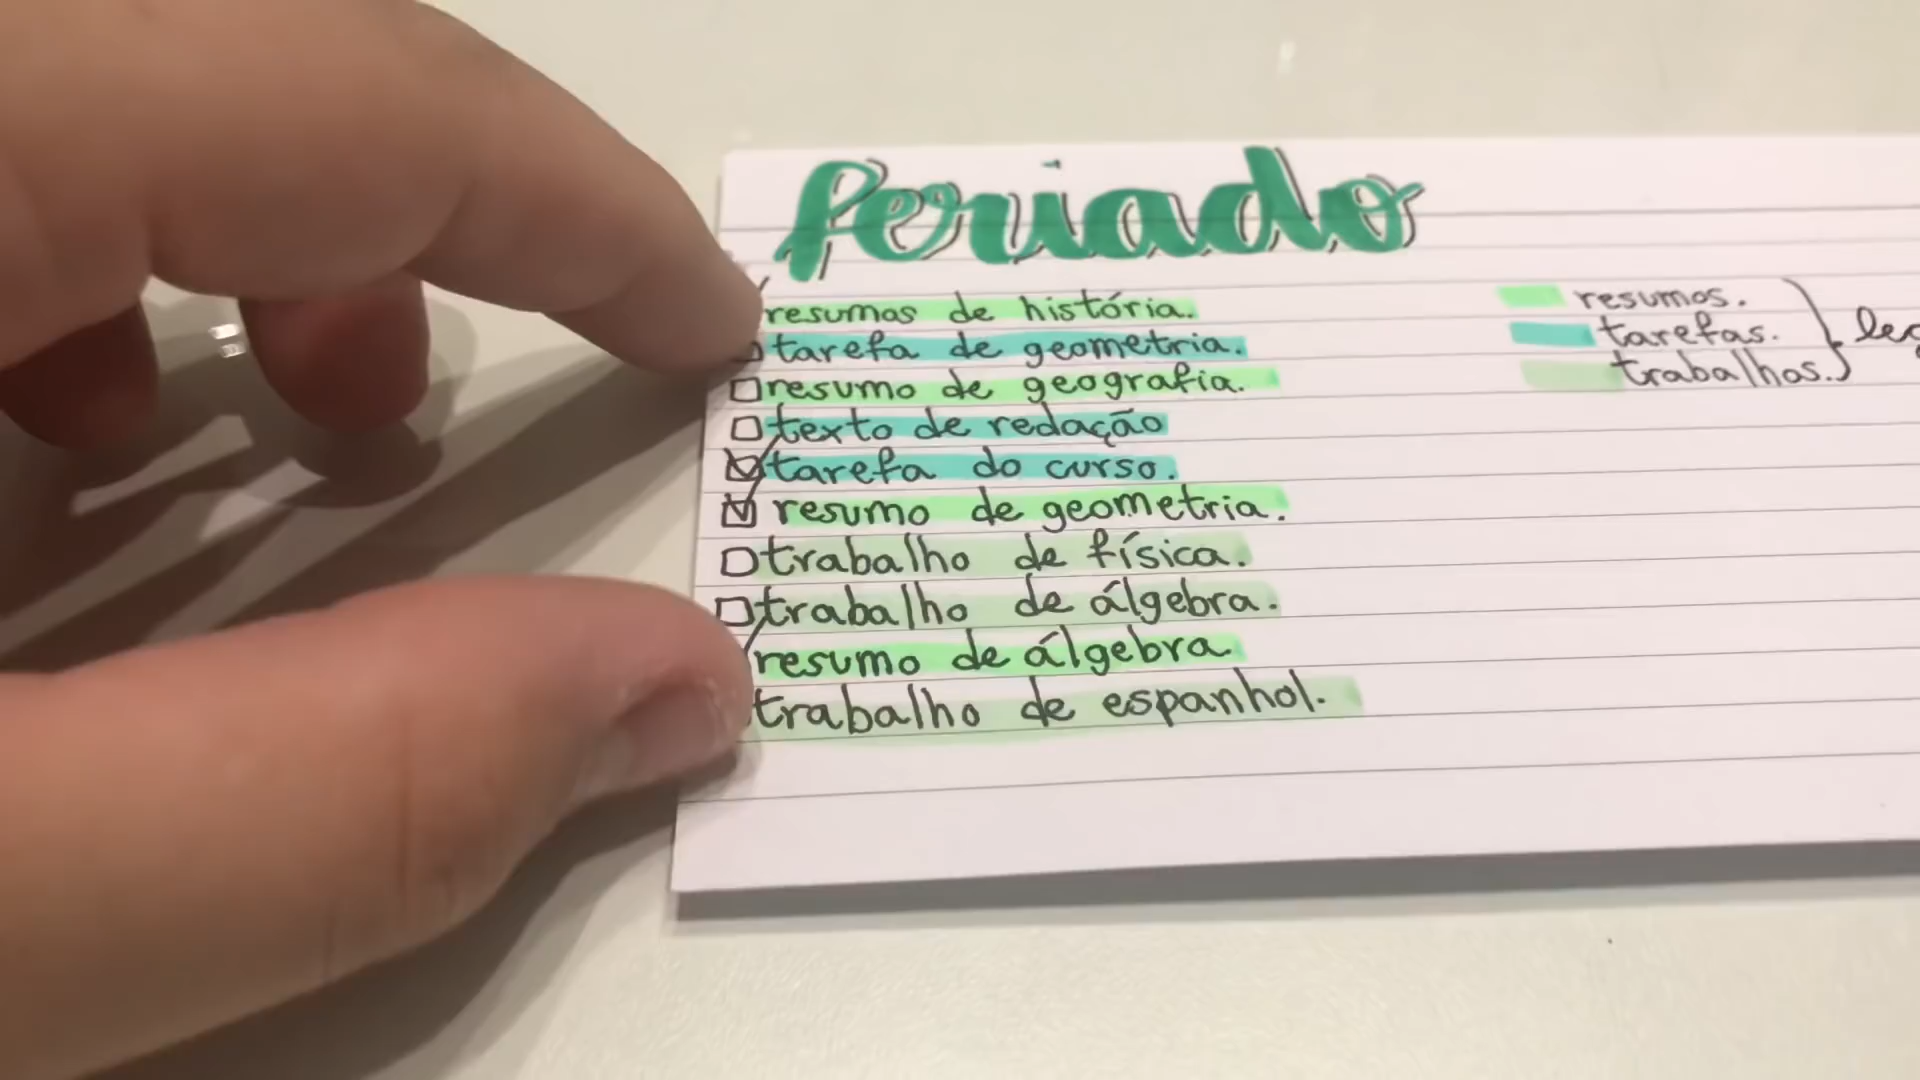 feriado
resumos de história.
tarefa de geometria.
resumo de geografia.
texto de redação
tarefa do curso.
resumo de geometria.
trabalho de física.
trabalho de álgebra.
resumo de álgebra.
trabalho de espanhol.
resumos.
tarefas.
trabalhos.